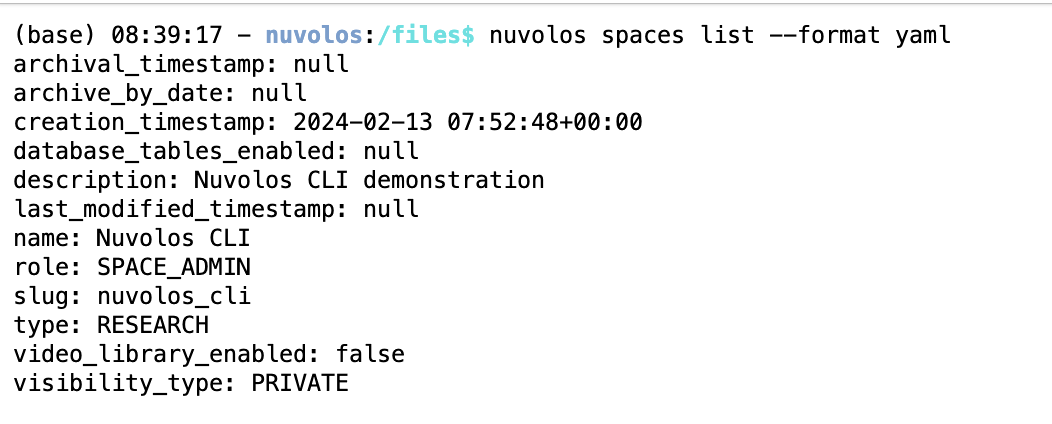 (base) 08:39:17 - nuvolos:/files$ nuvolos spaces list --format yaml
archival_timestamp: null
archive_by_date: null
creation_timestamp: 2024-02-13 07:52:48+00:00
database_tables_enabled: null
description: Nuvolos CLI demonstration
last_modified_timestamp: null
name: Nuvolos CLI
role: SPACE_ADMIN
slug: nuvolos_cli
type: RESEARCH
video_library_enabled: false
visibility_type: PRIVATE